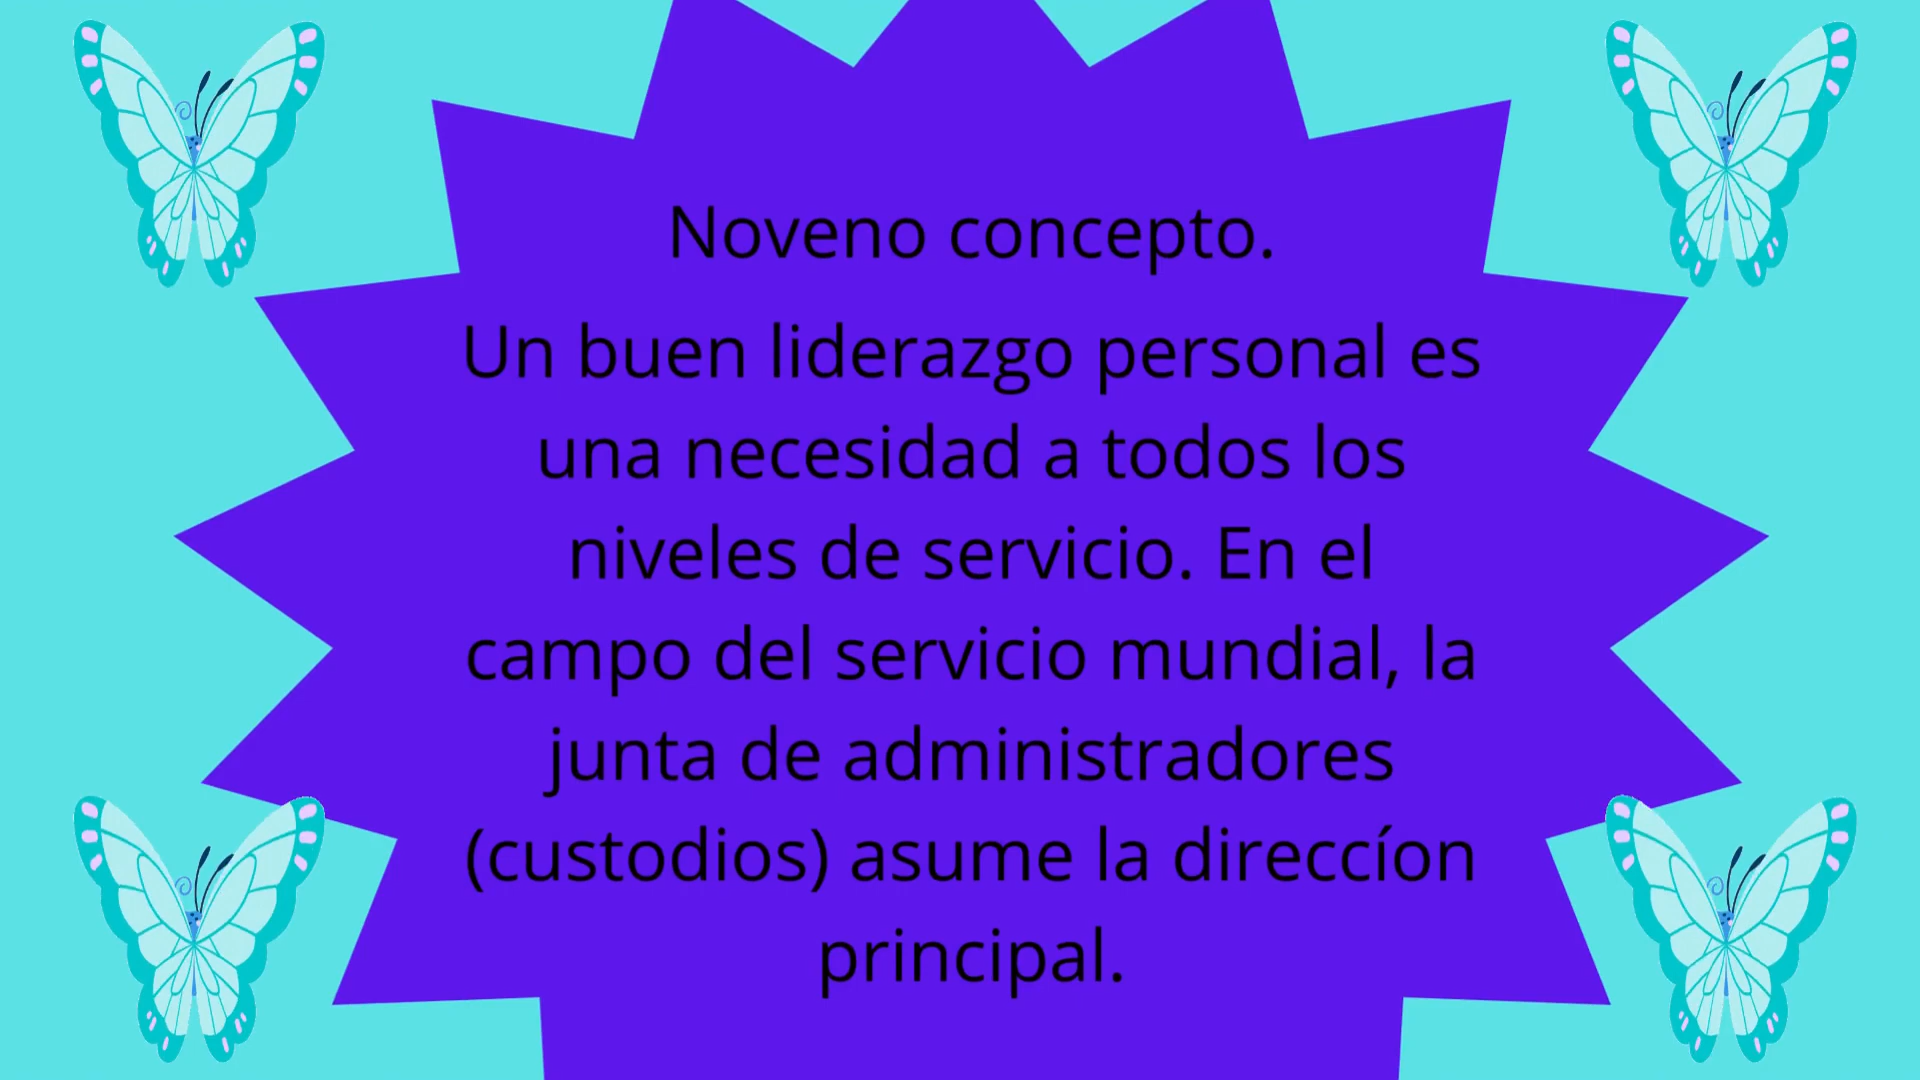 Noveno concepto.
Un buen liderazgo personal es
una necesidad a todos los
niveles de servicio. En el
campo del servicio mundial, la
junta de administradores
(custodios) asume la direccíon
principal.